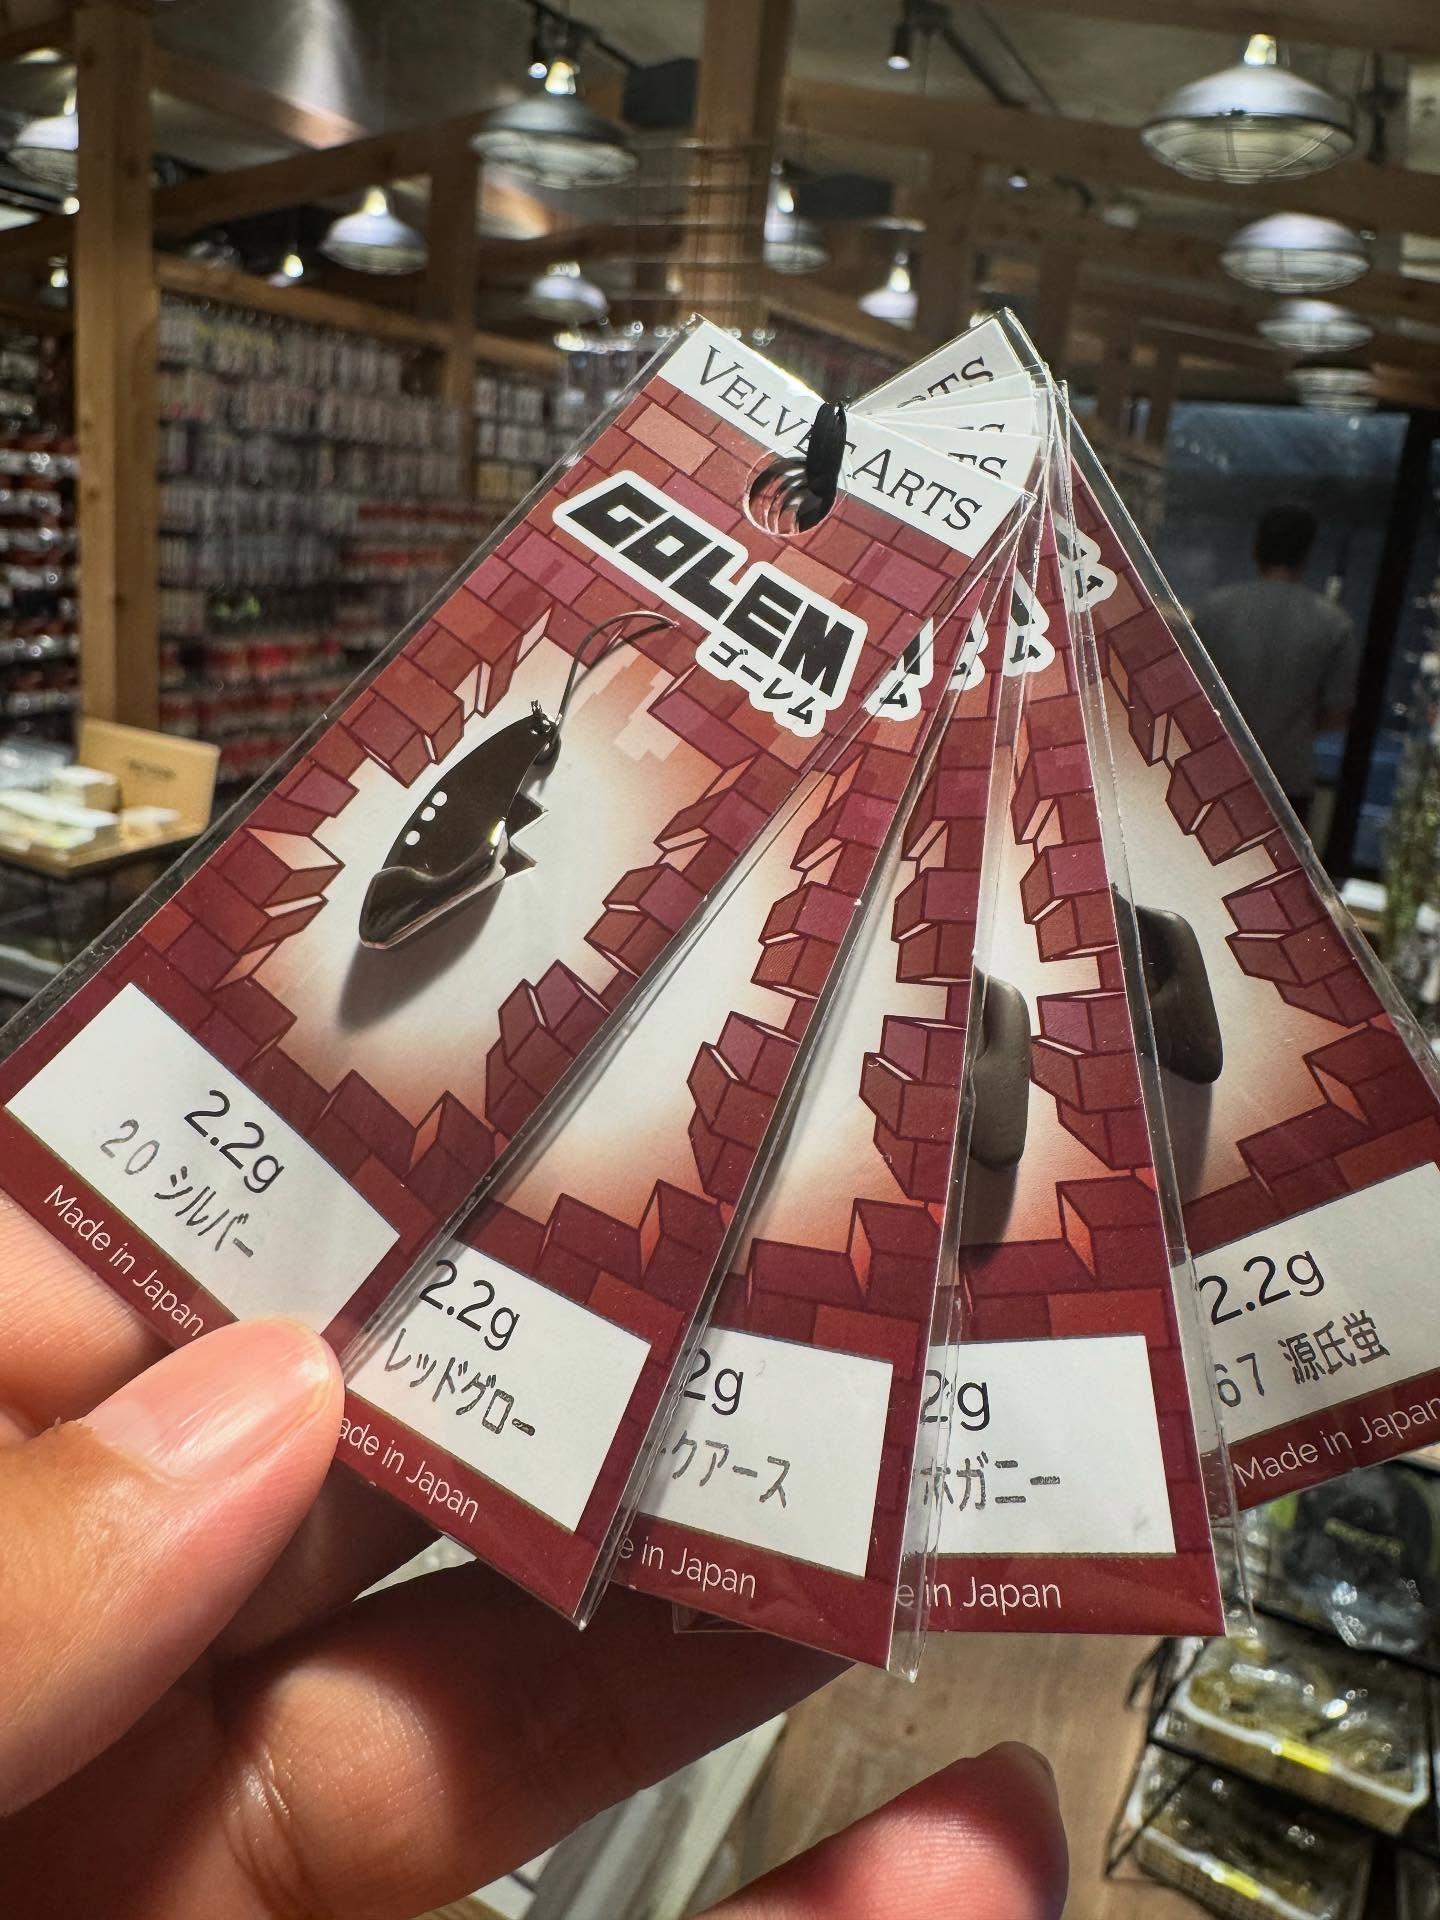 VELVETARTS
GOLEM
ゴーレム
2.2g
20 シルバー
Made in Japan
2.2g
レッドグロー
ade in Japan
2g
クアース
in Japan
2g
ホガニー
in Japan
2.2g
67 源氏蛍
Made in Japan